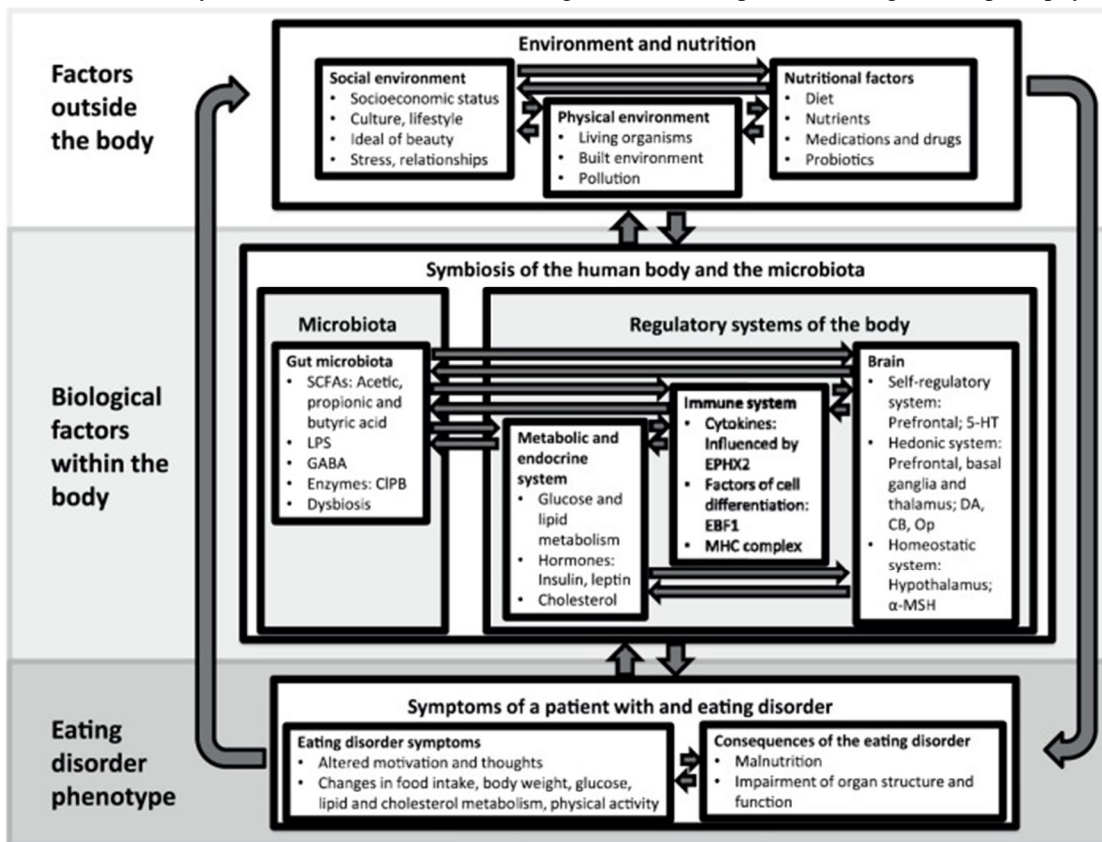 Environment and nutrition
Factors
outside
the body
Social environment
• Socioeconomic status
• Culture, lifestyle
• Ideal of beauty
• Stress, relationships
Physical environment
• Living organisms
• Built environment
• Pollution
Nutritional factors
• Diet
• Nutrients
• Medications and drugs
• Probiotics
Symbiosis of the human body and the microbiota
Biological
factors
within the
body
Microbiota
Gut microbiota
• SCFAs: Acetic,
propionic and
butyric acid
• LPS
• GABA
• Enzymes: ClPB
• Dysbiosis
Regulatory systems of the body
Metabolic and
endocrine
system
• Glucose and
lipid
metabolism
• Hormones:
Insulin, leptin
• Cholesterol
Immune system
• Cytokines:
Influenced by
EPHX2
• Factors of cell
differentiation:
EBF1
• MHC complex
Brain
• Self-regulatory
system:
Prefrontal; 5-HT
• Hedonic system:
Prefrontal, basal
ganglia and
thalamus; DA,
CB, Op
• Homeostatic
system:
Hypothalamus;
α-MSH
Eating
disorder
phenotype
Symptoms of a patient with and eating disorder
Eating disorder symptoms
• Altered motivation and thoughts
• Changes in food intake, body weight, glucose,
lipid and cholesterol metabolism, physical activity
Consequences of the eating disorder
• Malnutrition
• Impairment of organ structure and
function